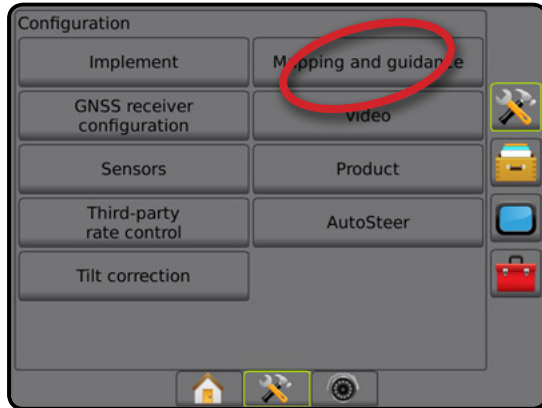 Configuration
Implement
Mapping and guidance
GNSS receiver
configuration
Video
Sensors
Product
Third-party
rate control
AutoSteer
Tilt correction